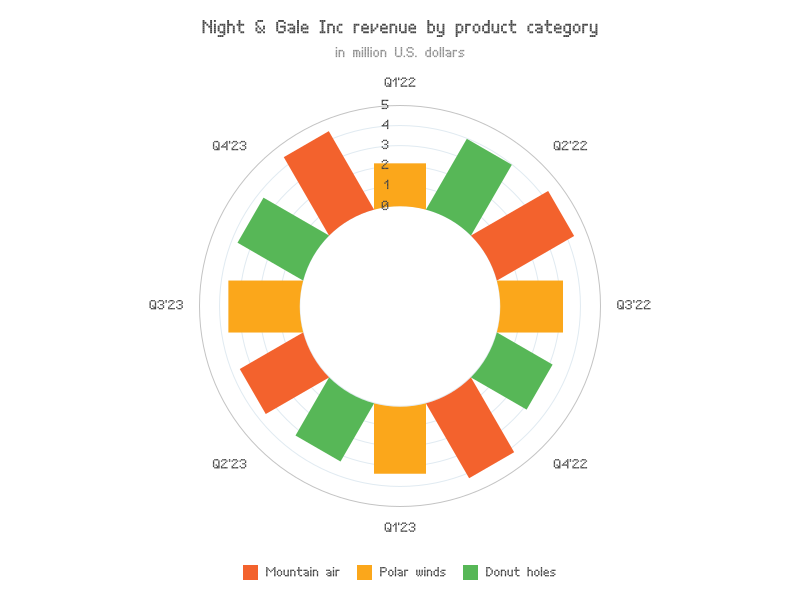 Night & Gale Inc revenue by product category
in million U.S. dollars
Q1'22
5
4
3
2
1
0
Q4'23
Q2'22
Q3'23
Q3'22
Q2'23
Q4'22
Q1'23
Mountain air
Polar winds
Donut holes